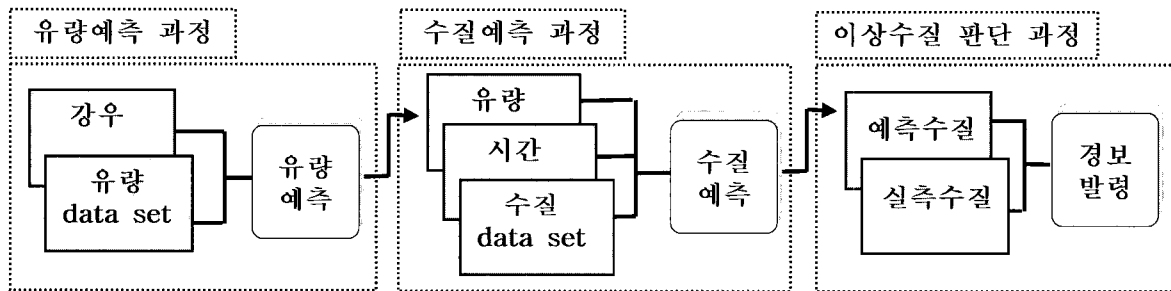 유량예측 과정
강우
유량
data set
유량
예측
수질예측 과정
유량
시간
수질
data set
수질
예측
이상수질 판단 과정
예측수질
실측수질
경보
발령